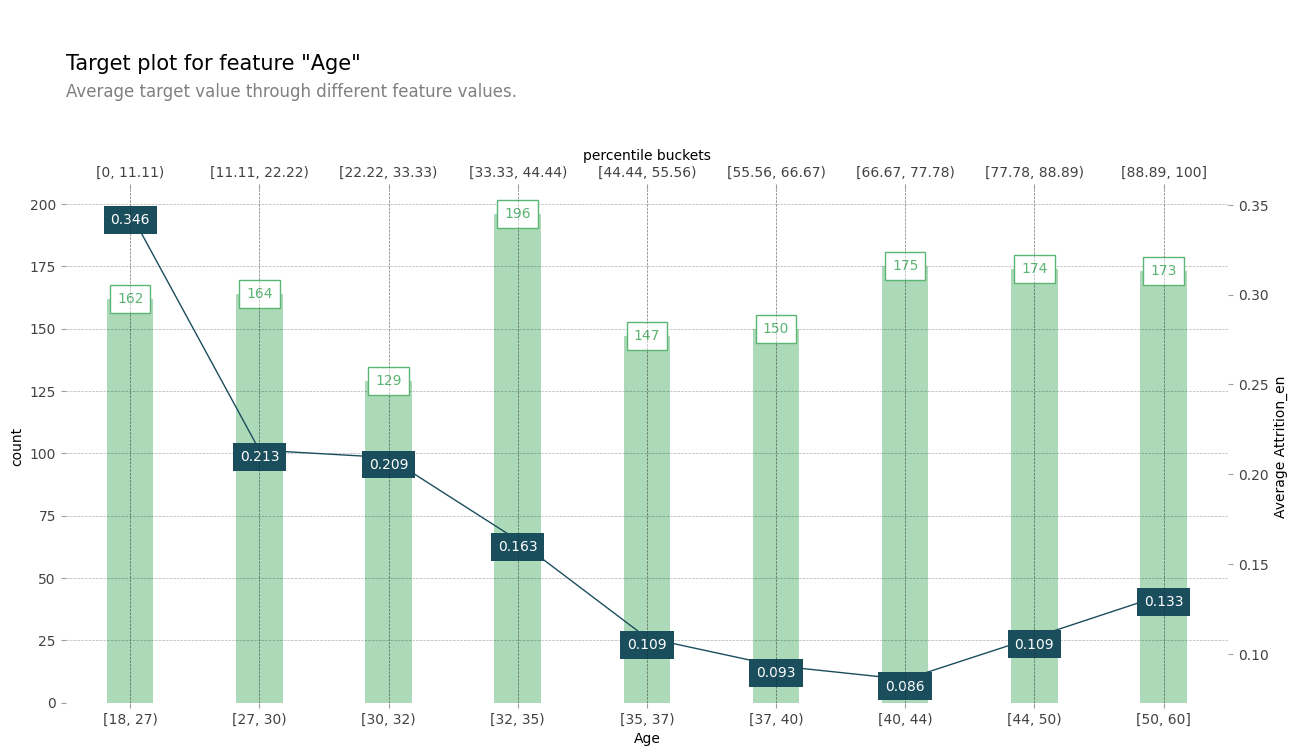 Target plot for feature "Age"
Average target value through different feature values.
percentile buckets
[0, 11.11) [11.11, 22.22) [22.22, 33.33) [33.33, 44.44) [44.44, 55.56) [55.56, 66.67) [66.67, 77.78) [77.78, 88.89) [88.89, 100]
200 0.346 196 0.35
175 175 174 173
162 164 0.30
150 147 150
129
125 0.25
100 0.213 0.209 0.20
75
0.163
50 0.15
0.133
25 0.109 0.093 0.086 0.109 0.10
0
count
Average Attrition_en
[18, 27) [27, 30) [30, 32) [32, 35) [35, 37) [37, 40) [40, 44) [44, 50) [50, 60]
Age